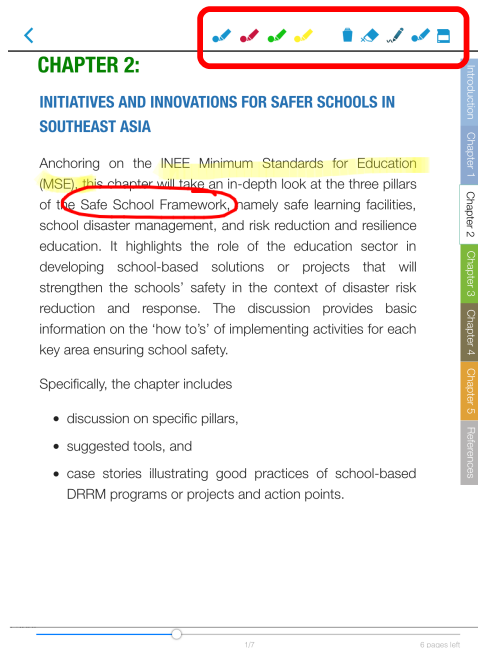 CHAPTER 2:
INITIATIVES AND INNOVATIONS FOR SAFER SCHOOLS IN
SOUTHEAST ASIA
Anchoring on the INEE Minimum Standards for Education
(MSE), this chapter will take an in-depth look at the three pillars
of the Safe School Framework, namely safe learning facilities,
school disaster management, and risk reduction and resilience
education. It highlights the role of the education sector in
developing school-based solutions or projects that will
strengthen the schools' safety in the context of disaster risk
reduction and response. The discussion provides basic
information on the 'how to's' of implementing activities for each
key area ensuring school safety.
Specifically, the chapter includes
• discussion on specific pillars,
• suggested tools, and
• case stories illustrating good practices of school-based
DRRM programs or projects and action points.
Introduction
Chapter 1
Chapter 2
Chapter 3
Chapter 4
Chapter 5
References
1/7
6 pages left